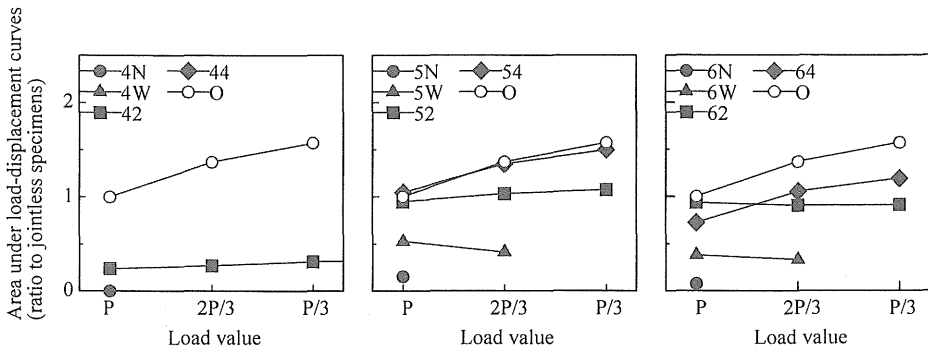 Area under load-displacement curves
(ratio to jointless specimens)
2
1
0
4N 44
4W O
42
P 2P/3 P/3
Load value
5N 54
5W O
52
P 2P/3 P/3
Load value
6N 64
6W O
62
P 2P/3 P/3
Load value